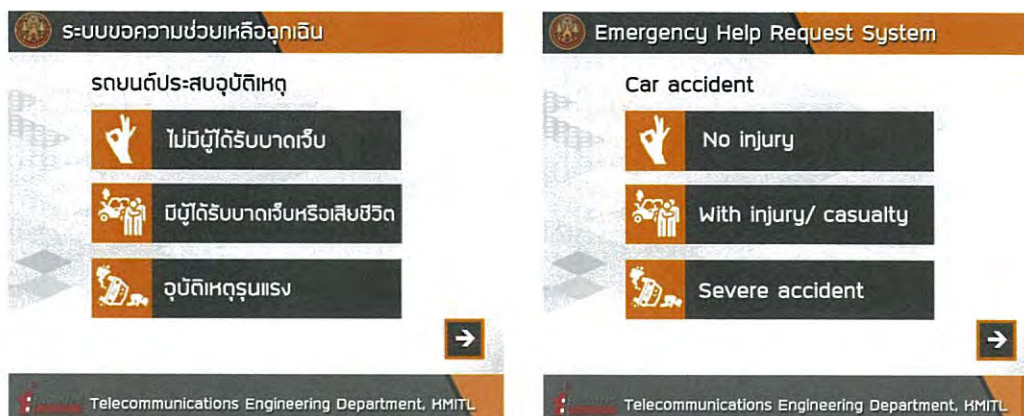 ระบบขอความช่วยเหลือฉุกเฉิน
รถยนต์ประสบอุบัติเหตุ
ไม่มีผู้ได้รับบาดเจ็บ
มีผู้ได้รับบาดเจ็บหรือเสียชีวิต
อุบัติเหตุรุนแรง
Telecommunications Engineering Department, KMITL
Emergency Help Request System
Car accident
No injury
With injury/ casualty
Severe accident
Telecommunications Engineering Department, KMITL